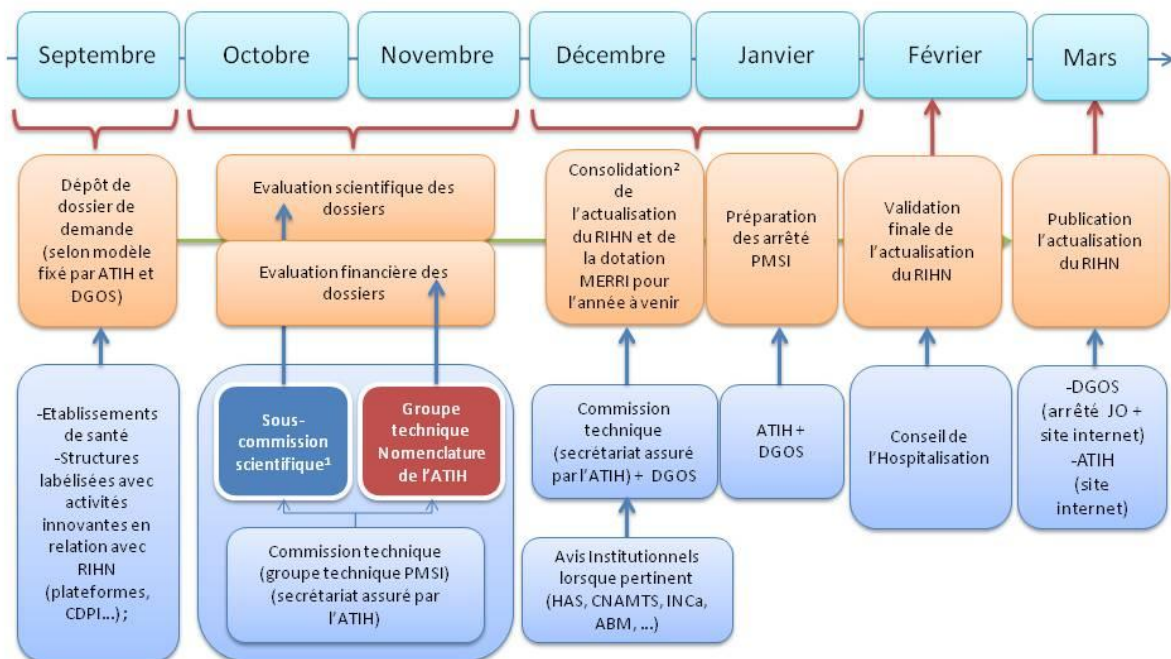 Septembre
Octobre
Novembre
Décembre
Janvier
Février
Mars
Dépôt de
dossier de
demande
(selon modèle
fixé par ATIH et
DGOS)
Evaluation scientifique des
dossiers
Evaluation financière des
dossiers
Consolidation²
de
l'actualisation
du RIHN et de
la dotation
MERRI pour
l'année à venir
Préparation
des arrêté
PMSI
Validation
finale de
l'actualisation
du RIHN
Publication
l'actualisation
du RIHN
-Etablissements
de santé
-Structures
labélisées avec
activités
innovantes en
relation avec
RIHN
(plateformes,
CDPI...) ;
Sous-
commission
scientifique¹
Groupe
technique
Nomenclature
de l'ATIH
Commission technique
(groupe technique PMSI)
(secrétariat assuré par
l'ATIH)
Commission
technique
(secrétariat assuré
par l'ATIH) + DGOS
Avis Institutionnels
lorsque pertinent
(HAS, CNAMTS, INCa,
ABM, ...)
ATIH +
DGOS
Conseil de
l'Hospitalisation
-DGOS
(arrêté JO +
site internet)
-ATIH
(site
internet)